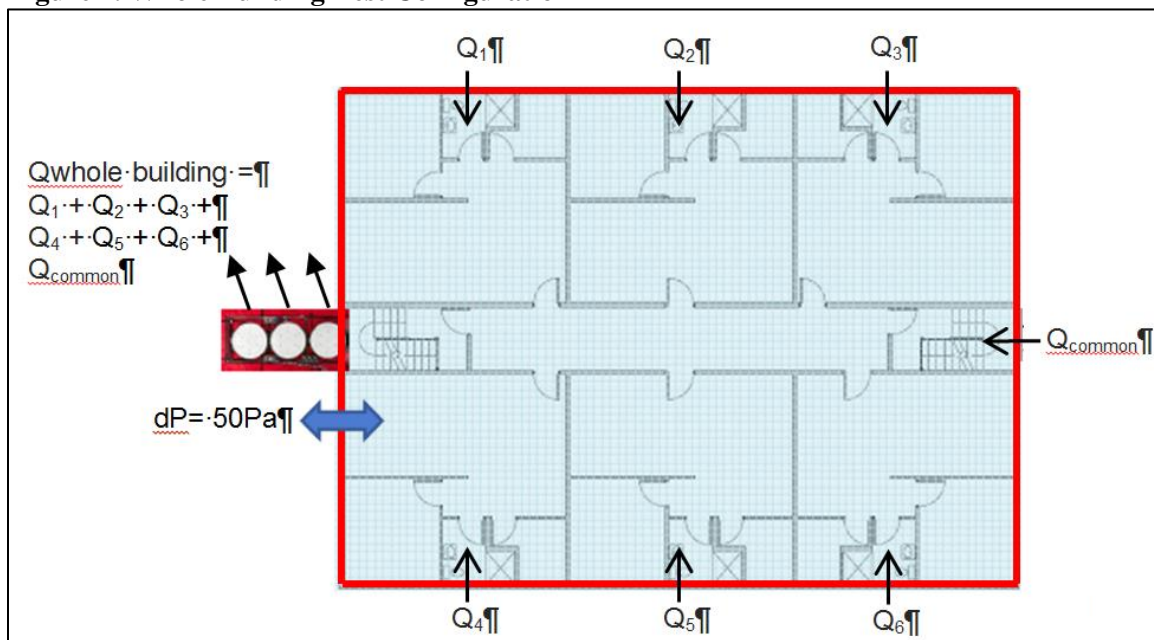 Q1¶
Q2¶
Q3¶
Qwhole·building·=¶
Q1·+·Q2·+·Q3·+¶
Q4·+·Q5·+·Q6·+¶
Qcommon¶
Qcommon¶
dP=·50Pa¶
Q4¶
Q5¶
Q6¶